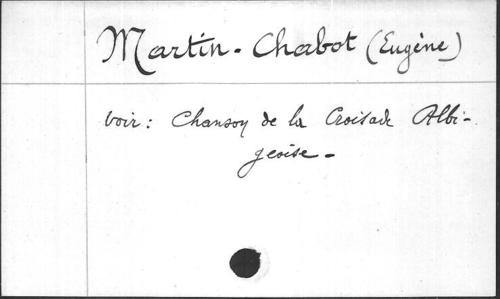 Martin-Chabot (Eugène)
voir: Chanson de la Croisade Albi-
geoise-